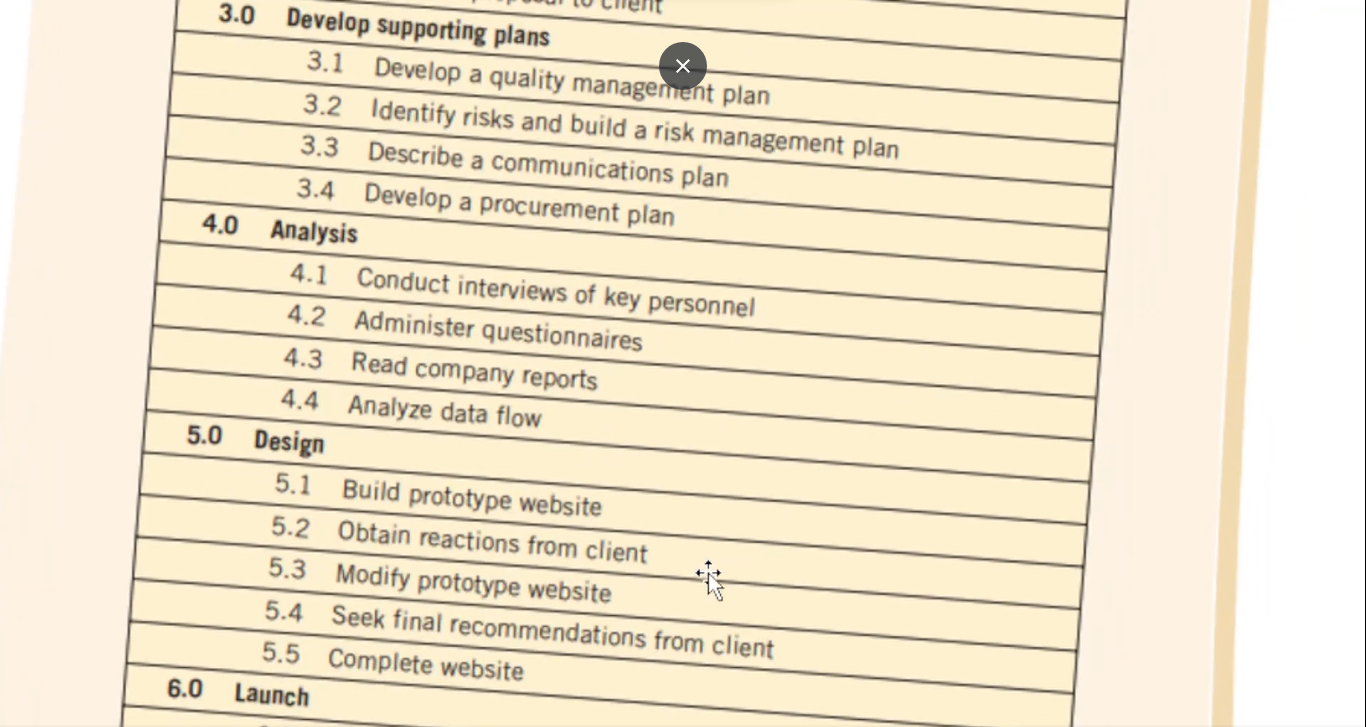 to client
3.0 Develop supporting plans
3.1 Develop a quality management plan
3.2 Identify risks and build a risk management plan
3.3 Describe a communications plan
3.4 Develop a procurement plan
4.0 Analysis
4.1 Conduct interviews of key personnel
4.2 Administer questionnaires
4.3 Read company reports
4.4 Analyze data flow
5.0 Design
5.1 Build prototype website
5.2 Obtain reactions from client
5.3 Modify prototype website
5.4 Seek final recommendations from client
5.5 Complete website
6.0 Launch